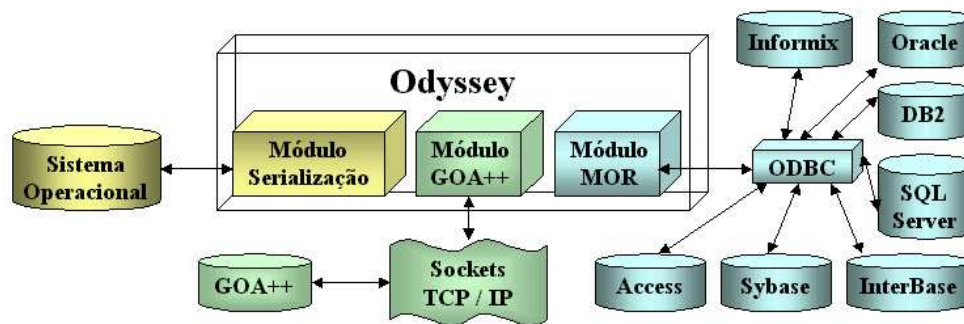 Informix
Oracle
Odyssey
DB2
Sistema
Operacional
Módulo
Serialização
Módulo
GOA++
Módulo
MOR
ODBC
SQL
Server
GOA++
Sockets
TCP / IP
Access
Sybase
InterBase